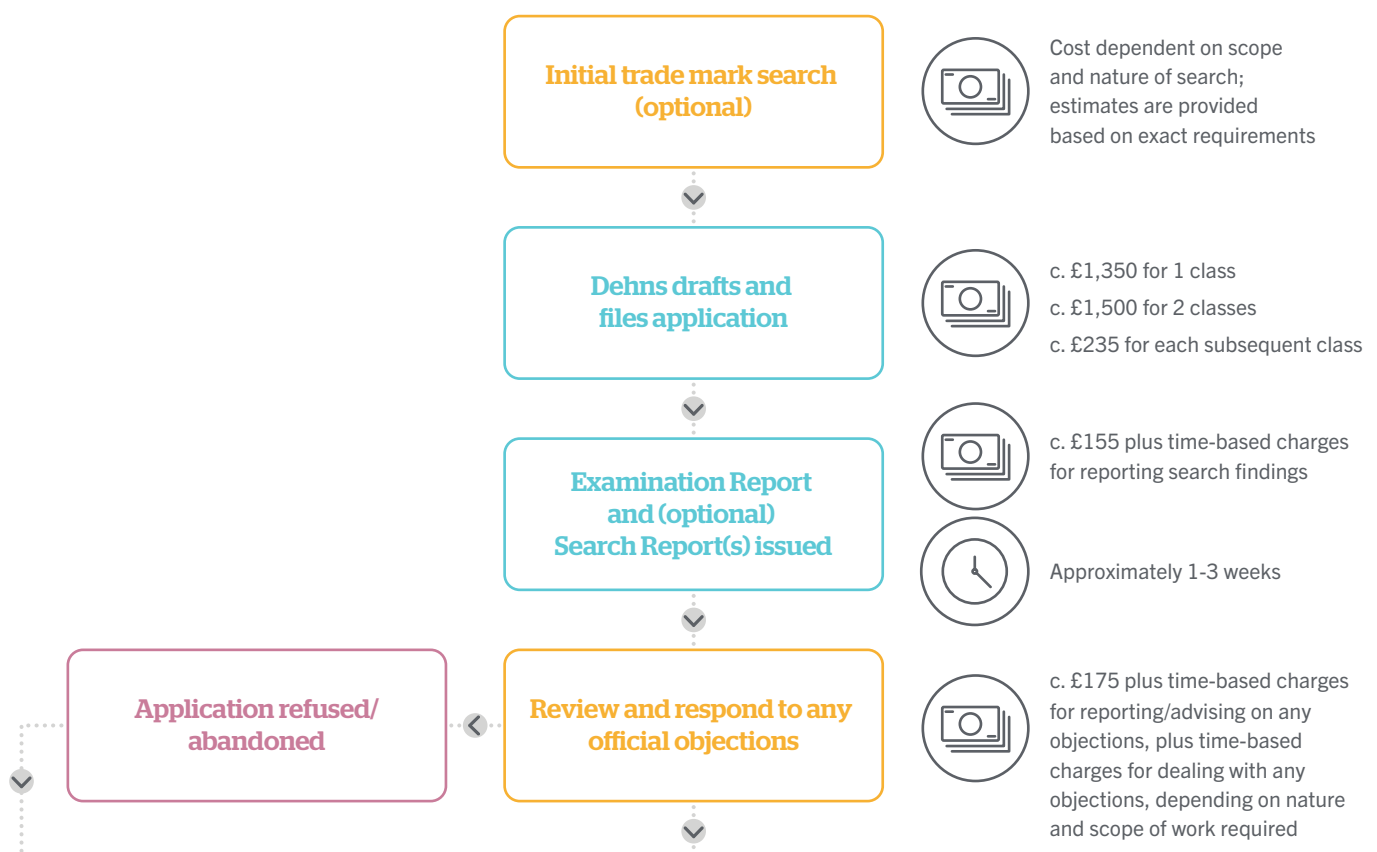 Initial trade mark search
(optional)
Cost dependent on scope
and nature of search;
estimates are provided
based on exact requirements
Dehns drafts and
files application
c. £1,350 for 1 class
c. £1,500 for 2 classes
c. £235 for each subsequent class
Examination Report
and (optional)
Search Report(s) issued
c. £155 plus time-based charges
for reporting search findings
Approximately 1-3 weeks
Application refused/
abandoned
Review and respond to any
official objections
c. £175 plus time-based charges
for reporting/advising on any
objections, plus time-based
charges for dealing with any
objections, depending on nature
and scope of work required